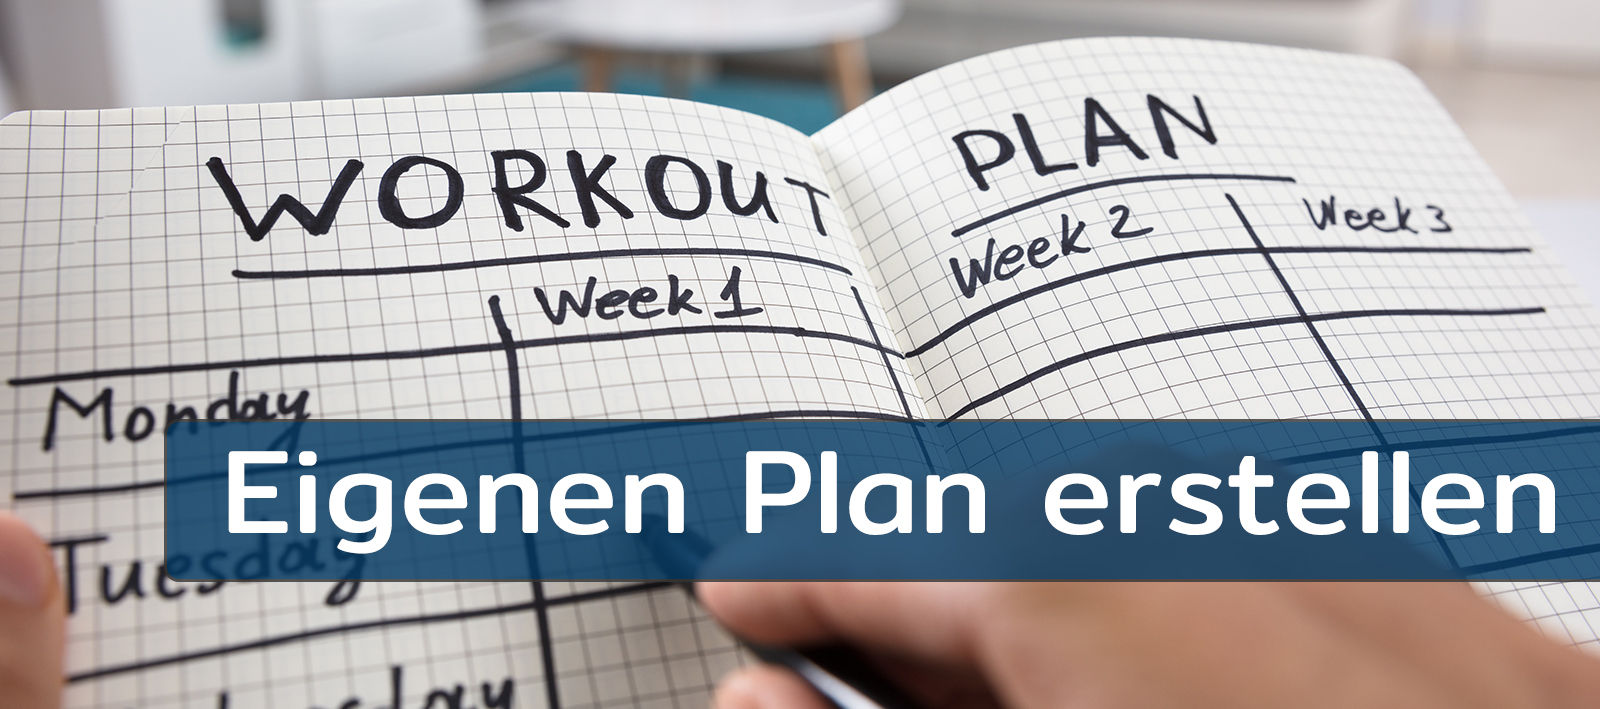 WORKOUT PLAN
Week 1 Week 2 Week 3
Monday
Tuesday
Eigenen Plan erstellen